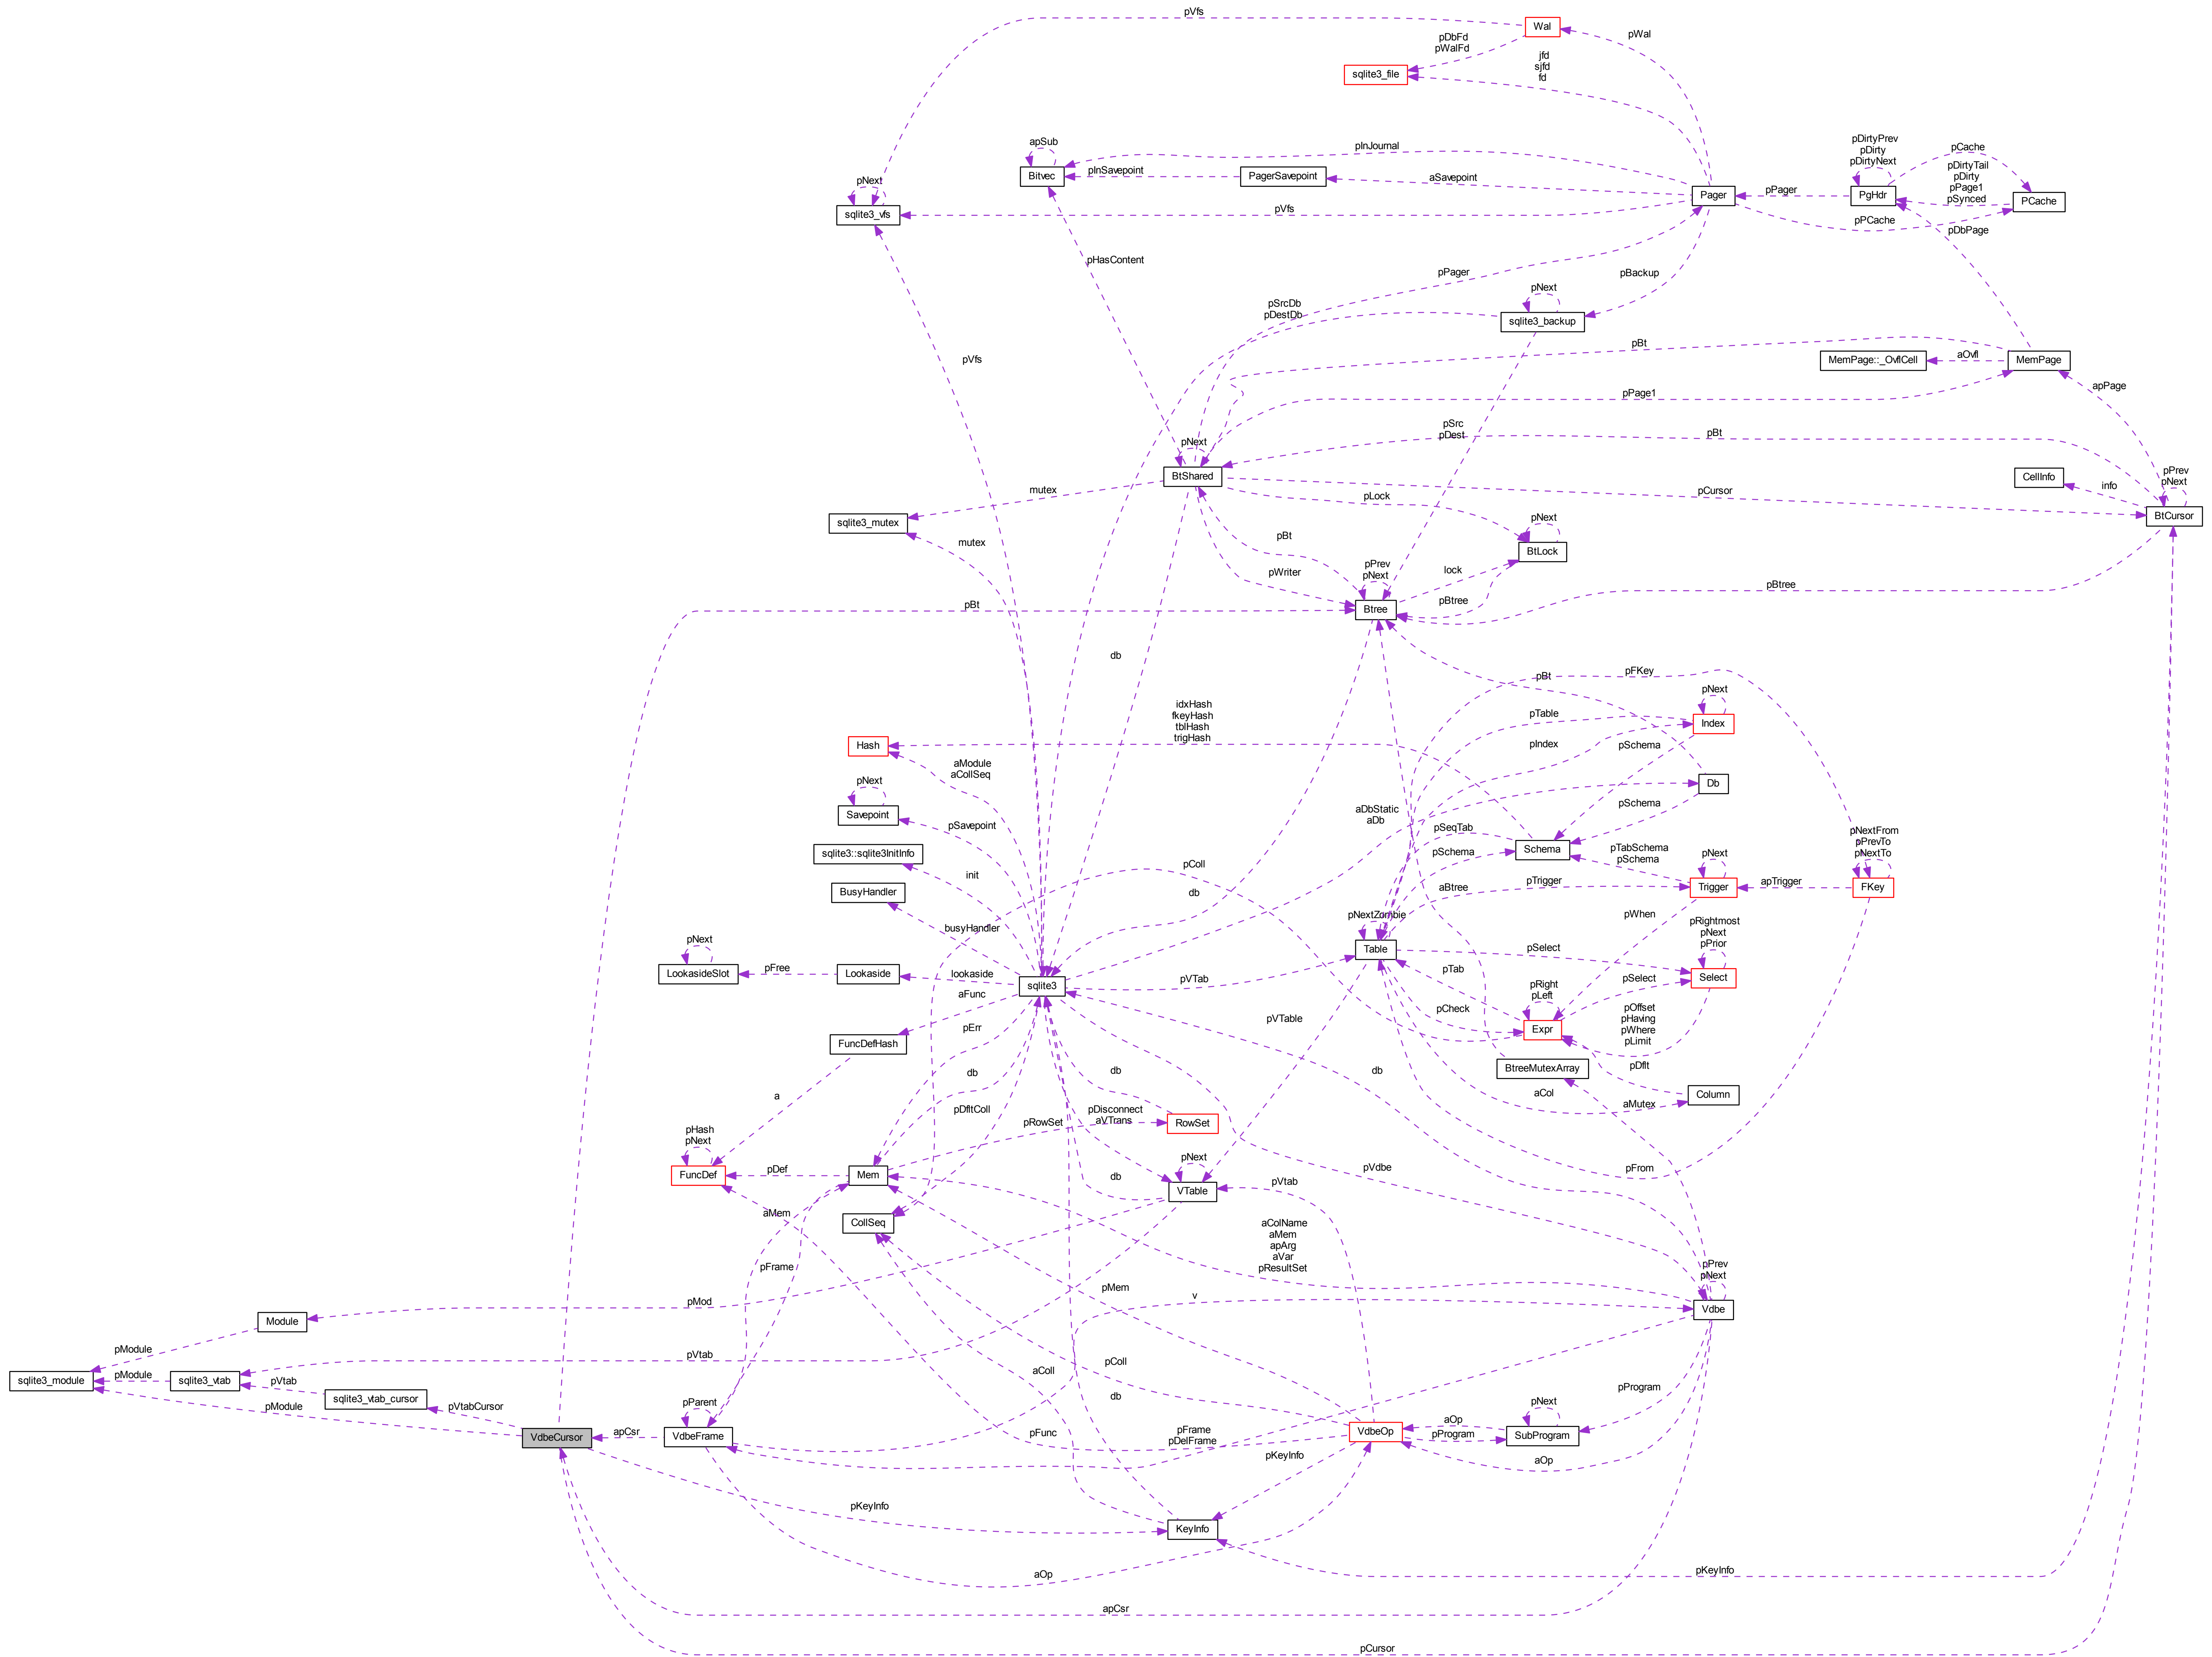 pVfs
Wal
pWal
pDbFd
pWalFd
jfd
sjfd
fd
sqlite3_file
apSub
pInJournal
pDirtyPrev
pDirty
pDirtyNext
pCache
Bitvec
pInSavepoint
PagerSavepoint
aSavepoint
pDirtyTail
pDirty
pPage1
pSynced
pNext
Pager
pPager
PgHdr
PCache
sqlite3_vfs
pVfs
pPCache
pDbPage
pHasContent
pPager
pBackup
pNext
pSrcDb
pDestDb
sqlite3_backup
pVfs
pBt
MemPage::_OvflCell
aOvfl
MemPage
apPage
pPage1
pSrc
pDest
pBt
pNext
BtShared
CellInfo
info
pPrev
pNext
mutex
pLock
pCursor
BtCursor
sqlite3_mutex
pNext
mutex
pBt
BtLock
pWriter
pPrev
pNext
lock
pBtree
pBtree
pBt
Btree
db
pFKey
pBt
idxHash
fkeyHash
tblHash
trigHash
pTable
pNext
Index
Hash
pIndex
pSchema
aModule
aCollSeq
Db
pNext
aDbStatic
aDb
pSchema
Savepoint
pSavepoint
pSeqTab
pNextFrom
pPrevTo
pNextTo
sqlite3::sqlite3InitInfo
pSchema
Schema
pTabSchema
pSchema
pNext
init
pColl
db
aBtree
pTrigger
Trigger
apTrigger
FKey
BusyHandler
pNextZombie
pWhen
pRightmost
pNext
pPrior
busyHandler
Table
pSelect
pNext
LookasideSlot
pFree
Lookaside
lookaside
sqlite3
pVTab
pTab
pSelect
Select
aFunc
pRight
pLeft
pOffset
pHaving
pWhere
pLimit
pErr
pVTable
pCheck
Expr
FuncDefHash
db
db
BtreeMutexArray
pDflt
db
aCol
aMutex
Column
a
pDfltColl
pRowSet
pDisconnect
aVTrans
RowSet
pHash
pNext
FuncDef
pDef
Mem
db
pNext
pVdbe
pFrom
VTable
pVtab
CollSeq
aMem
aColName
aMem
apArg
aVar
pResultSet
pFrame
pPrev
pNext
pMem
pMod
v
Vdbe
Module
pModule
pVtab
pColl
aColl
sqlite3_module
pModule
sqlite3_vtab
pVtab
sqlite3_vtab_cursor
pProgram
pModule
pVtabCursor
pParent
db
pNext
VdbeCursor
apCsr
VdbeFrame
pFunc
pFrame
pDelFrame
VdbeOp
aOp
pProgram
SubProgram
pKeyInfo
aOp
pKeyInfo
KeyInfo
aOp
pKeyInfo
apCsr
pCursor